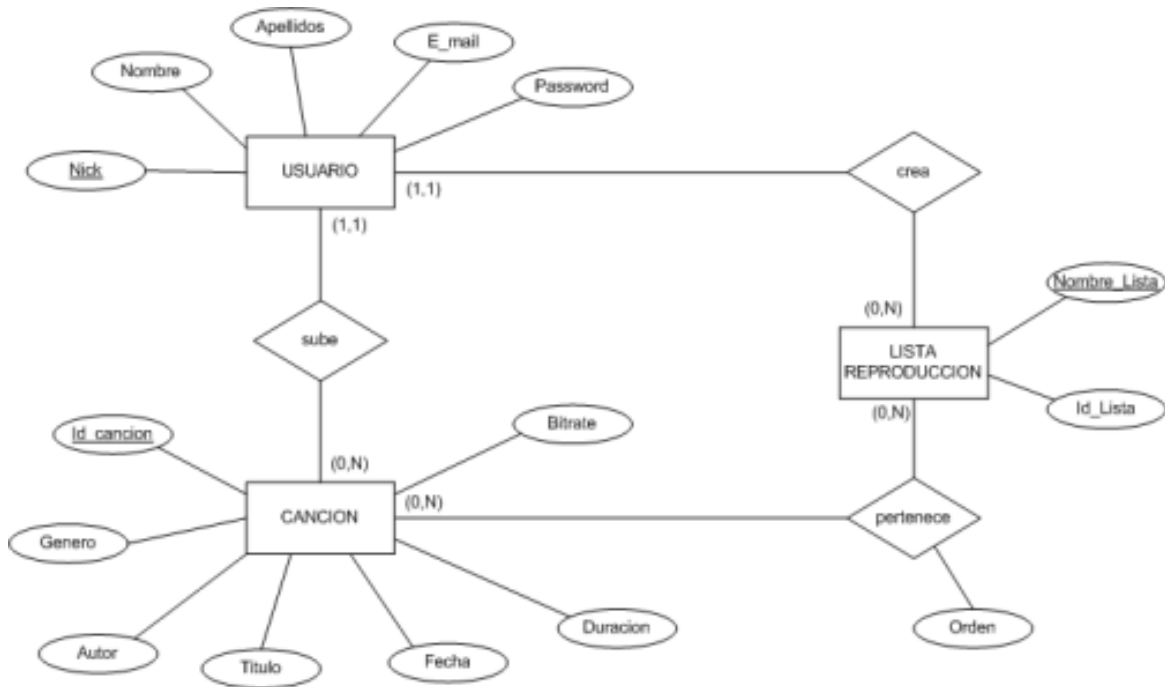 Apellidos
E_mail
Nombre
Password
Nick
USUARIO
(1,1)
(1,1)
crea
Nombre_Lista
(0,N)
sube
LISTA
REPRODUCCION
Id_Lista
(0,N)
Bitrate
Id_cancion
(0,N)
(0,N)
CANCION
pertenece
Genero
Duracion
Orden
Autor
Titulo
Fecha